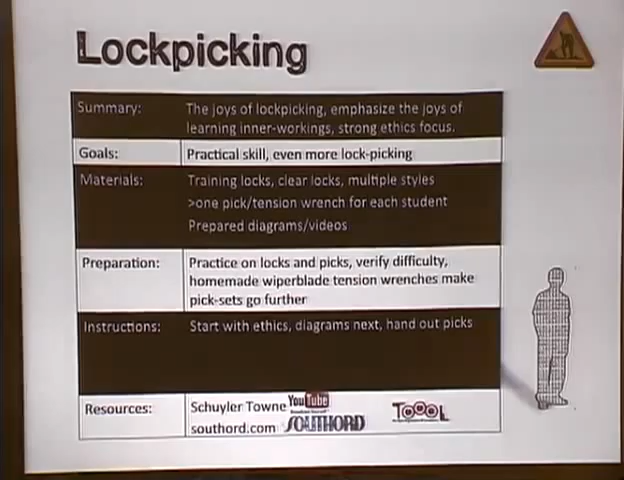 Lockpicking
Summary: The joys of lockpicking, emphasize the joys of
learning inner-workings, strong ethics focus.
Goals: Practical skill, even more lock-picking
Materials: Training locks, clear locks, multiple styles
>one pick/tension wrench for each student
Prepared diagrams/videos
Preparation: Practice on locks and picks, verify difficulty,
homemade wiperblade tension wrenches make
pick-sets go further
Instructions: Start with ethics, diagrams next, hand out picks
Resources: Schuyler Towne YouTube
southord.com SOUTHORD TOOOL